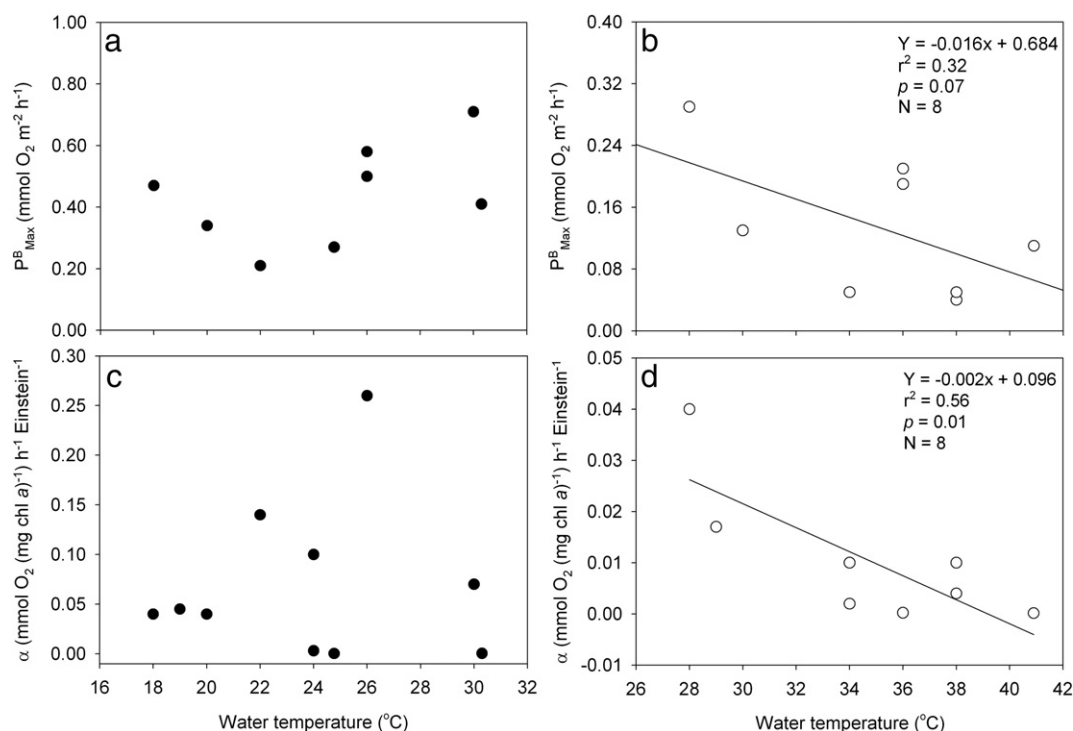 a
P^B_Max (mmol O₂ m⁻² h⁻¹)
1.00
0.80
0.60
0.40
0.20
0.00
b
Y = -0.016x + 0.684
r² = 0.32
p = 0.07
N = 8
P^B_Max (mmol O₂ m⁻² h⁻¹)
0.40
0.32
0.24
0.16
0.08
0.00
c
α (mmol O₂ (mg chl a)⁻¹) h⁻¹ Einstein⁻¹
0.30
0.25
0.20
0.15
0.10
0.05
0.00
16 18 20 22 24 26 28 30 32
Water temperature (°C)
d
Y = -0.002x + 0.096
r² = 0.56
p = 0.01
N = 8
α (mmol O₂ (mg chl a)⁻¹) h⁻¹ Einstein⁻¹
0.05
0.04
0.03
0.02
0.01
0.00
-0.01
26 28 30 32 34 36 38 40 42
Water temperature (°C)